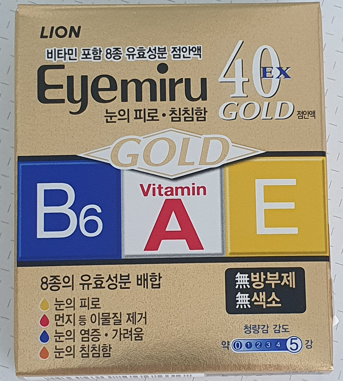 LION
비타민 포함 8종 유효성분 점안액
Eyemiru 40 EX
GOLD 점안액
눈의 피로·침침함
GOLD
B6
Vitamin
A
E
8종의 유효성분 배합
눈의 피로
먼지 등 이물질 제거
눈의 염증·가려움
눈의 침침함
無방부제
無색소
청량감 강도
약 0 1 2 3 4 5 강